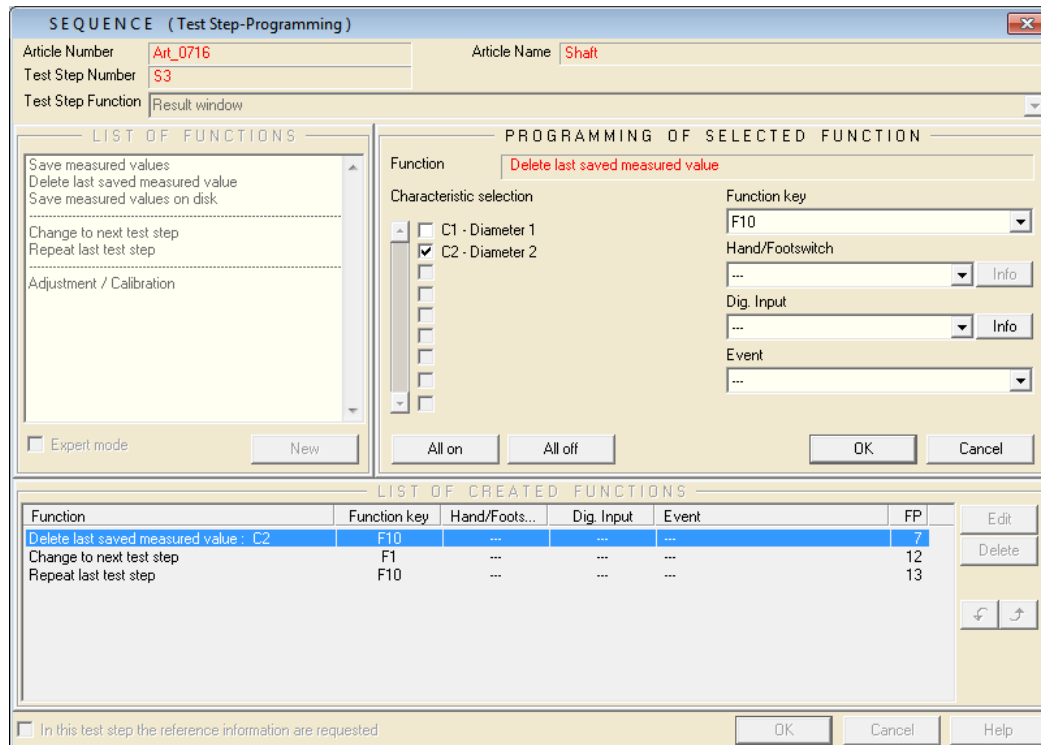 SEQUENCE ( Test Step-Programming )
Article Number Art_0716 Article Name Shaft
Test Step Number S3
Test Step Function Result window
LIST OF FUNCTIONS
Save measured values
Delete last saved measured value
Save measured values on disk
Change to next test step
Repeat last test step
Adjustment / Calibration
Expert mode New
PROGRAMMING OF SELECTED FUNCTION
Function Delete last saved measured value
Characteristic selection
C1 - Diameter 1
C2 - Diameter 2
Function key
F10
Hand/Footswitch
--- Info
Dig. Input
--- Info
Event
---
All on All off OK Cancel
LIST OF CREATED FUNCTIONS
Function Function key Hand/Foots... Dig. Input Event FP
Delete last saved measured value : C2 F10 --- --- --- 7
Change to next test step F1 --- --- --- 12
Repeat last test step F10 --- --- --- 13
Edit
Delete
In this test step the reference information are requested OK Cancel Help